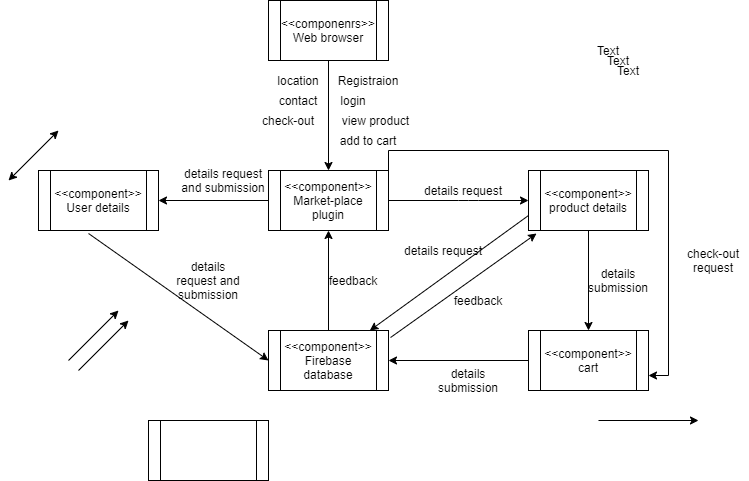 <<componenrs>>
Web browser
location
Registraion
contact
login
check-out
view product
add to cart
Text
Text
Text
details request
and submission
<<component>>
User details
<<component>>
Market-place
plugin
details request
<<component>>
product details
check-out
request
details request
details
request and
submission
feedback
feedback
details
submission
<<component>>
Firebase
database
<<component>>
cart
details
submission